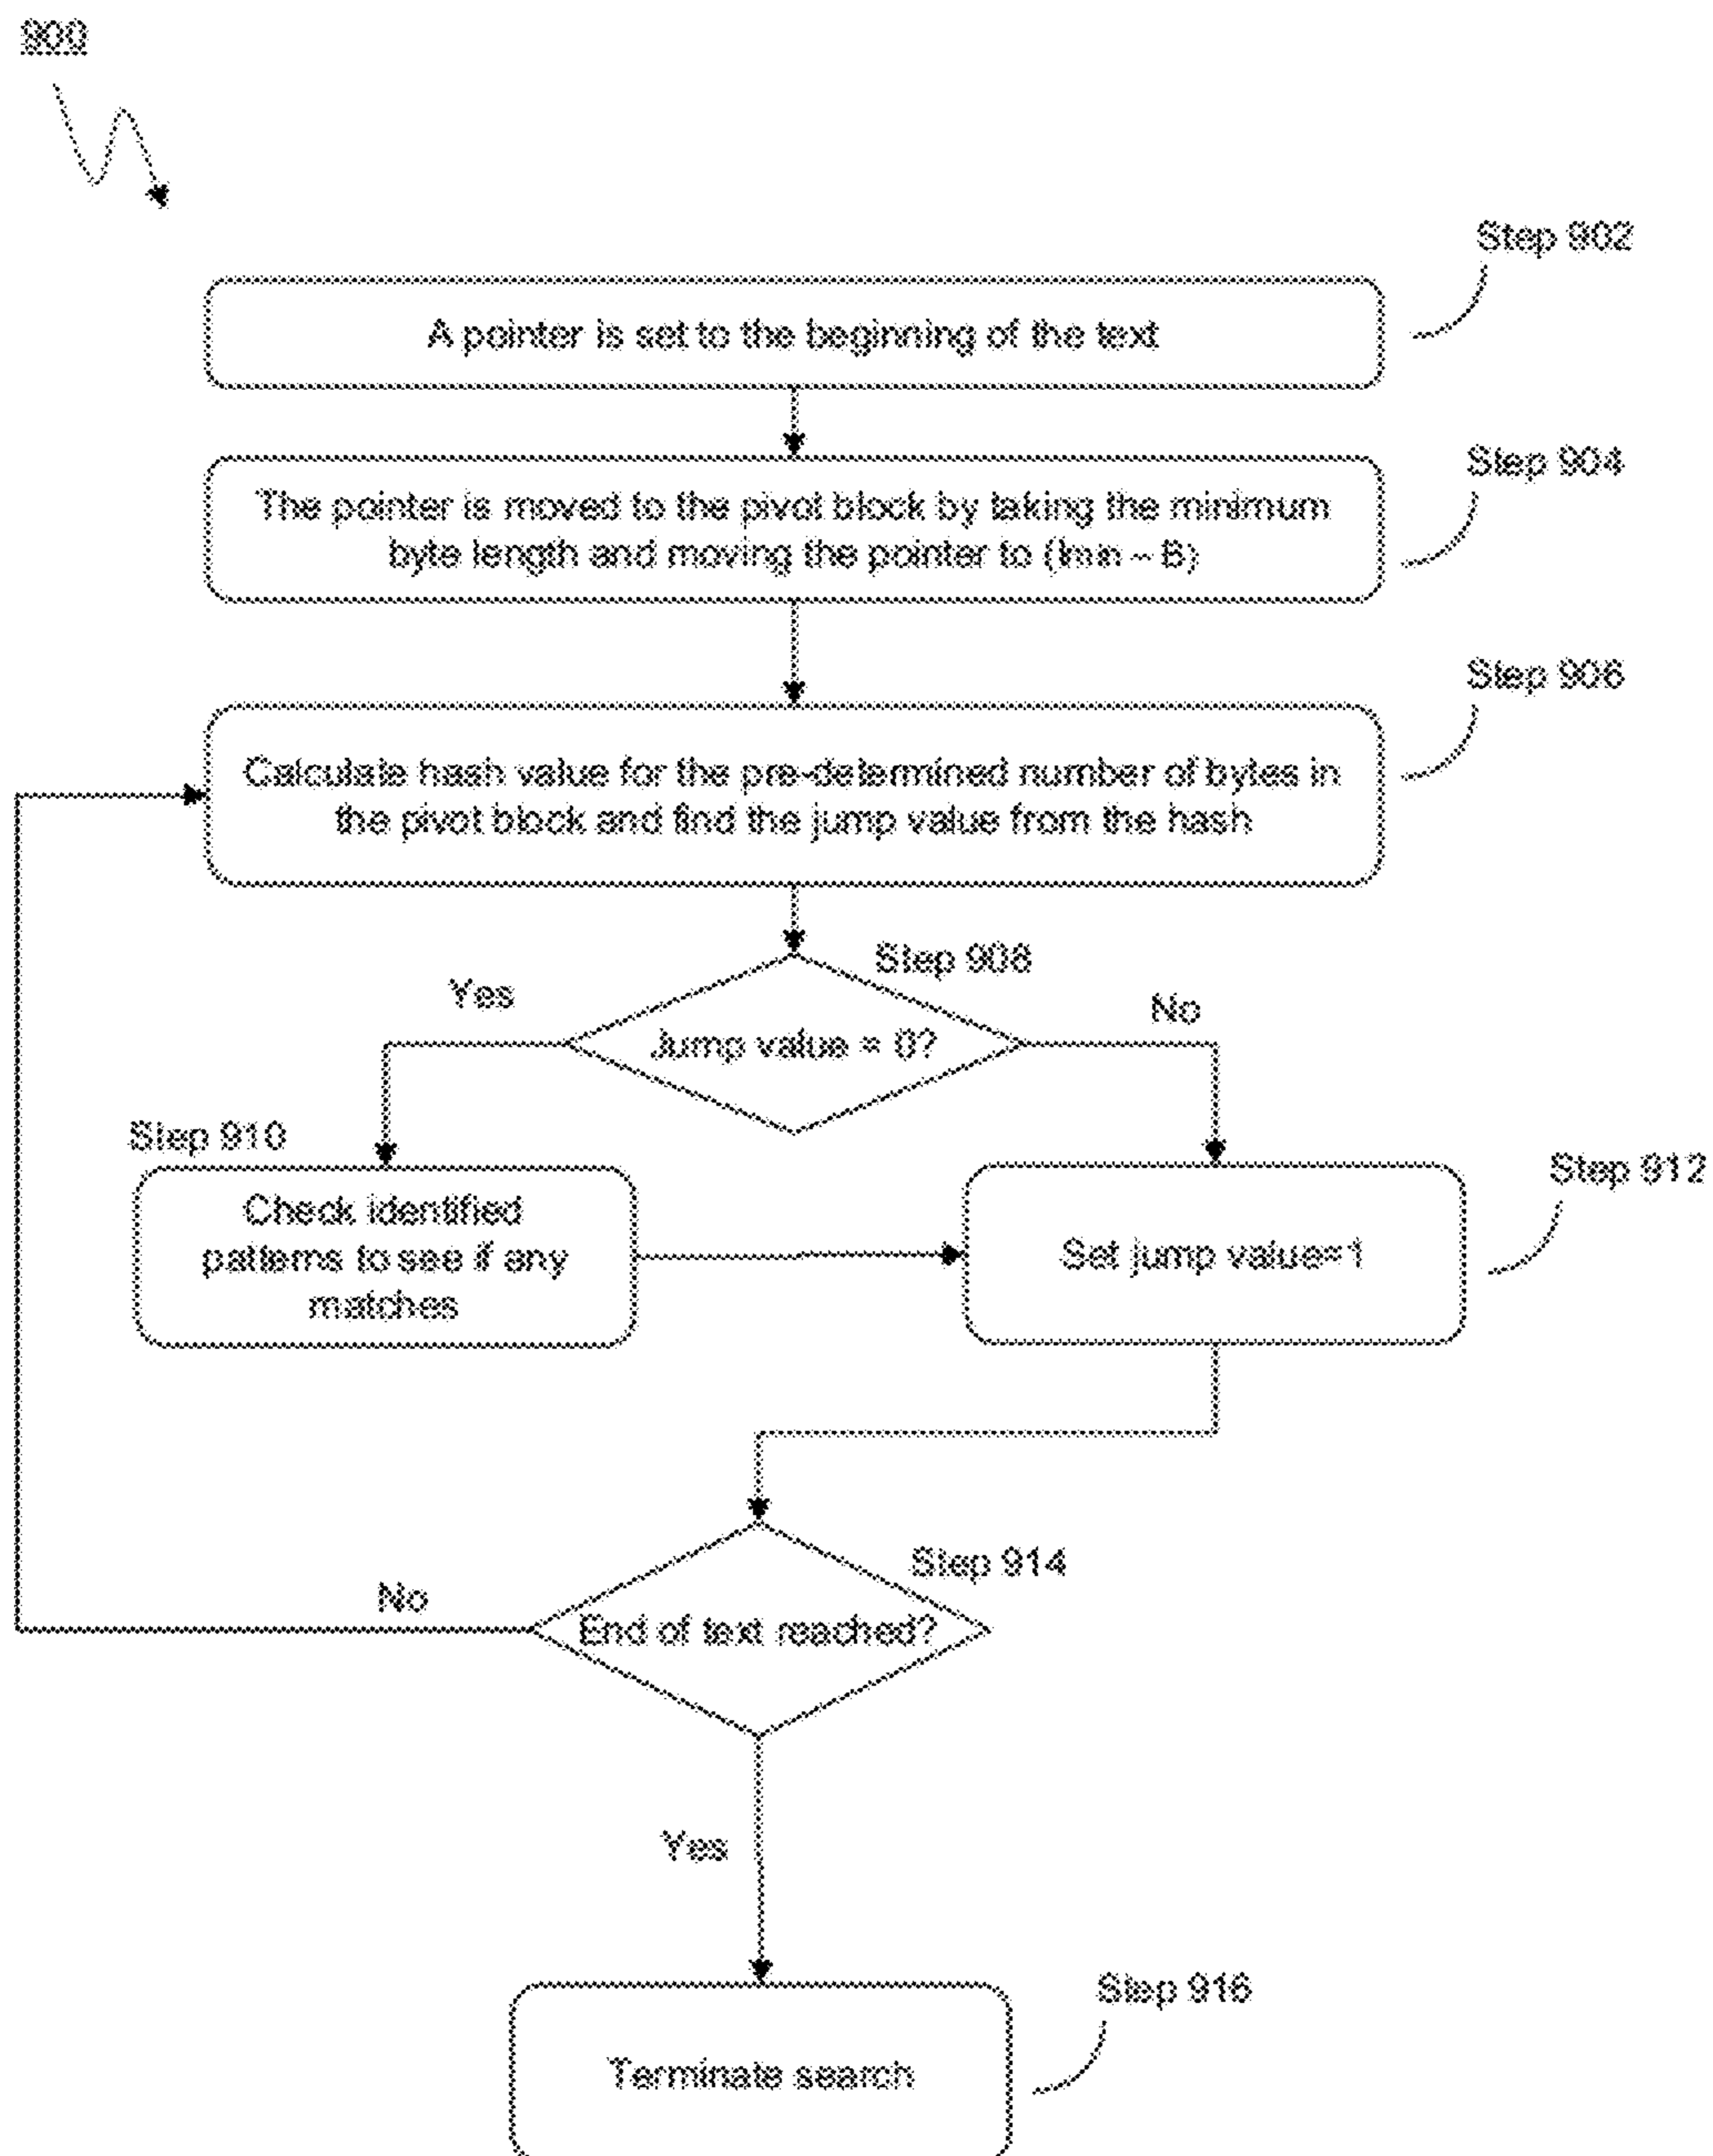 900
Step 902
A pointer is set to the beginning of the text
Step 904
The pointer is moved to the pivot block by taking the minimum
byte length and moving the pointer to (lmin – B)
Step 906
Calculate hash value for the pre-determined number of bytes in
the pivot block and find the jump value from the hash
Step 908
Yes
No
Jump value = 0?
Step 910
Check identified
patterns to see if any
matches
Step 912
Set jump value=1
Step 914
No
End of text reached?
Yes
Step 916
Terminate search